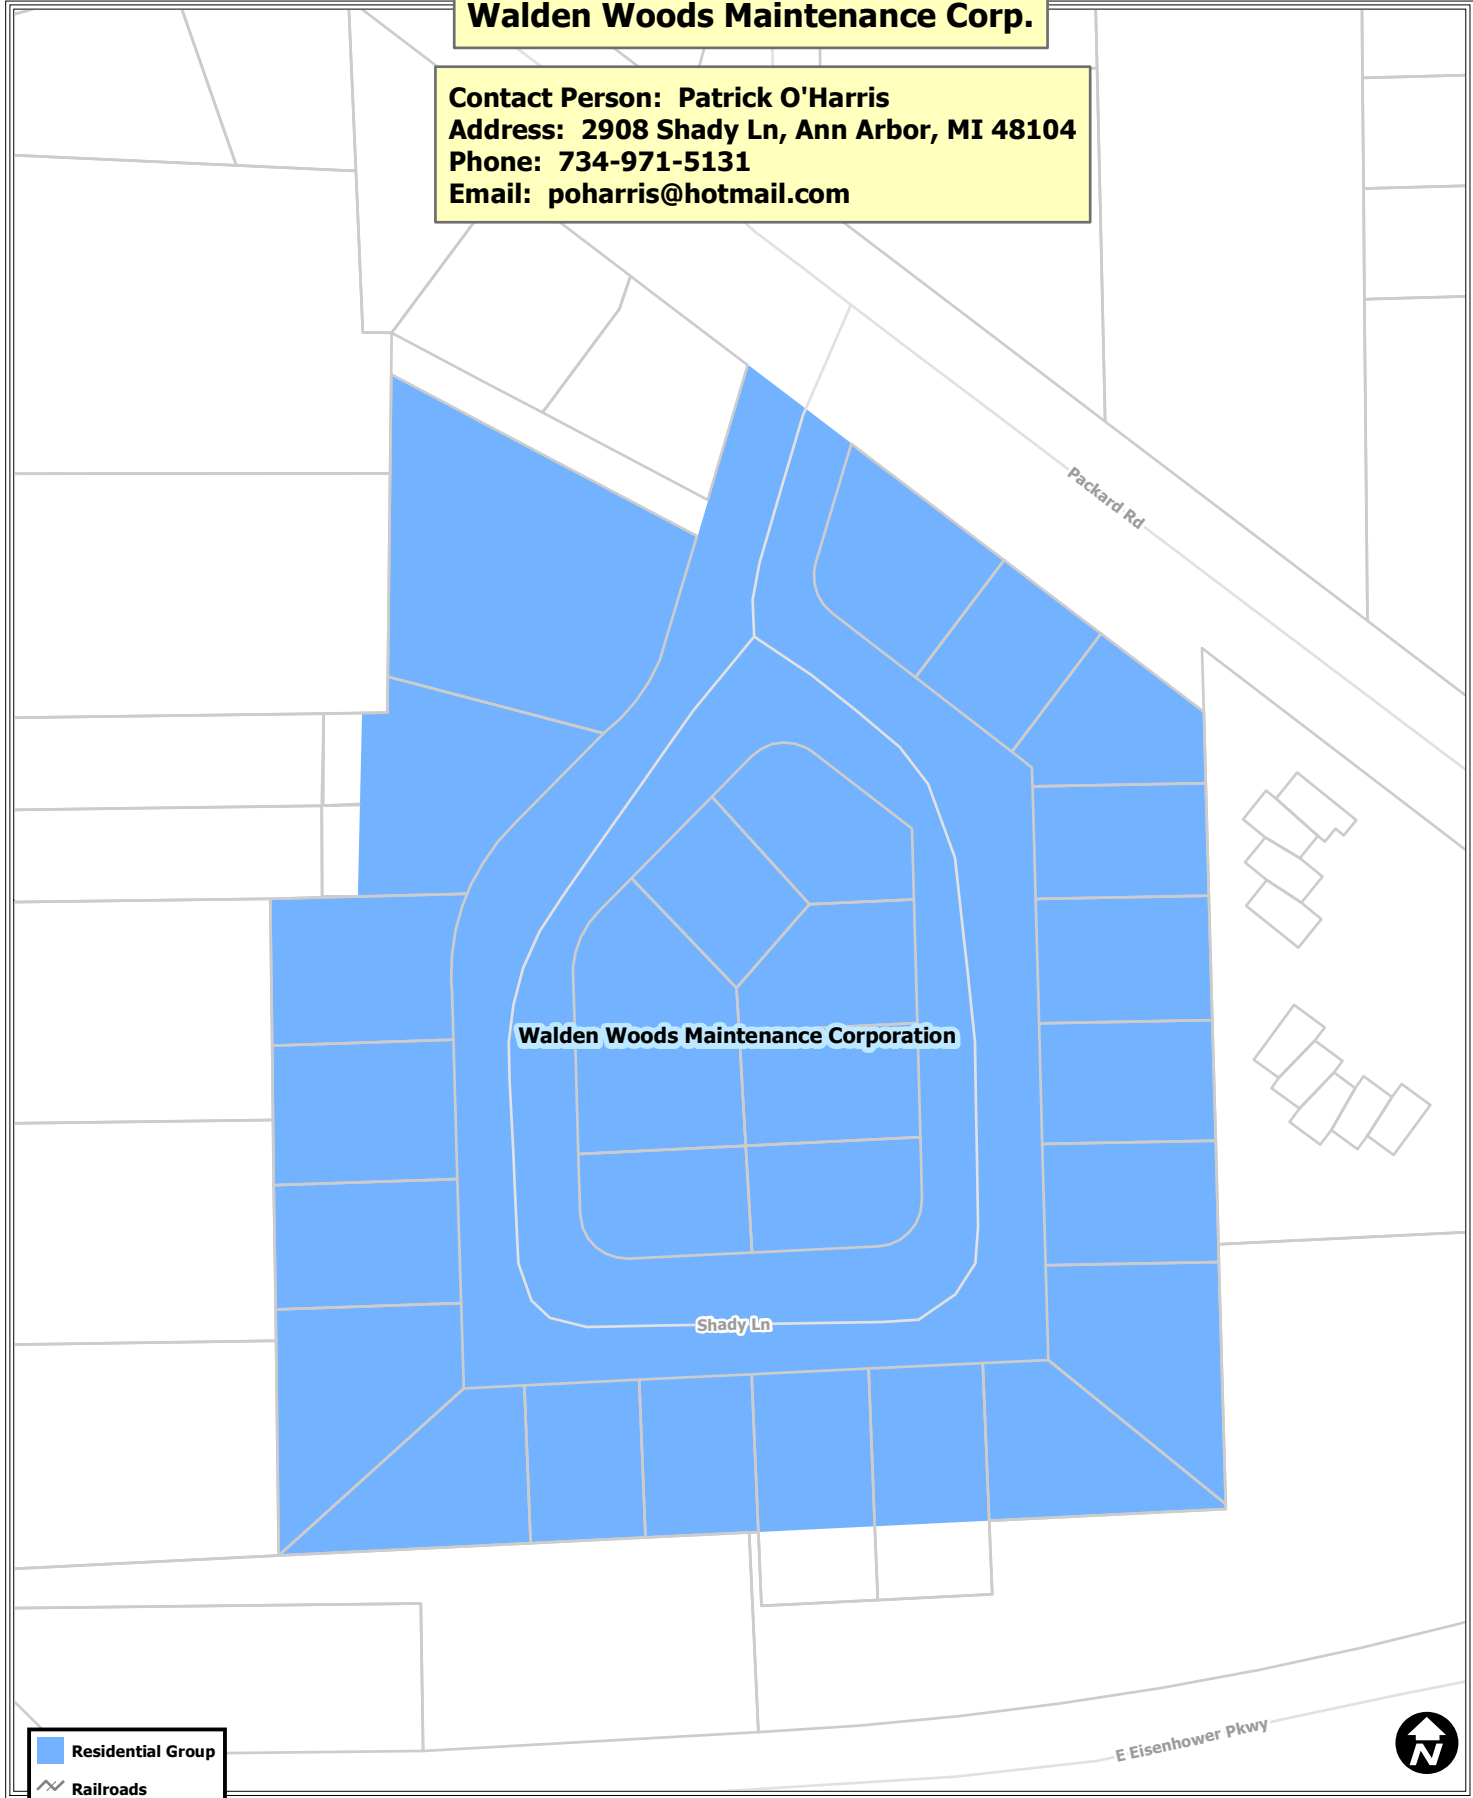 Walden Woods Maintenance Corp.
Contact Person: Patrick O'Harris
Address: 2908 Shady Ln, Ann Arbor, MI 48104
Phone: 734-971-5131
Email: poharris@hotmail.com
Packard Rd
Walden Woods Maintenance Corporation
Shady Ln
E Eisenhower Pkwy
N
Residential Group
Railroads